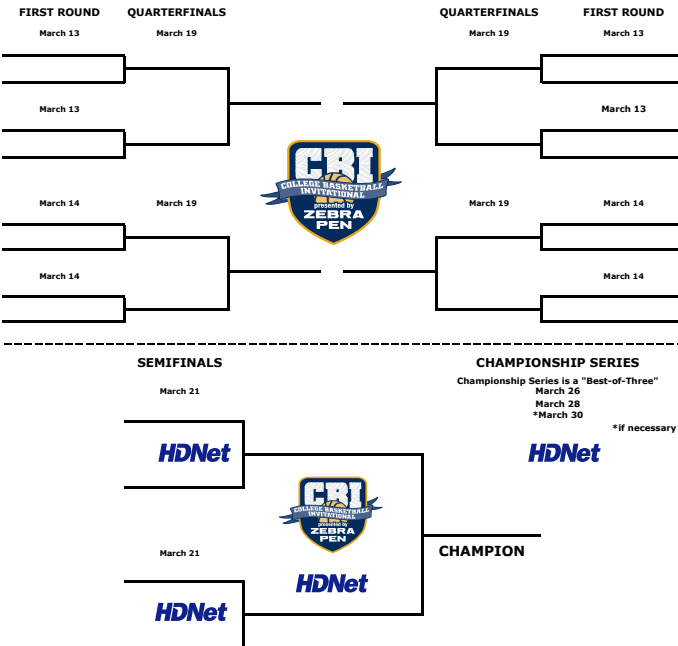 FIRST ROUND
QUARTERFINALS
QUARTERFINALS
FIRST ROUND
March 13
March 19
March 19
March 13
March 13
March 13
CBI
COLLEGE BASKETBALL
INVITATIONAL
presented by
ZEBRA
PEN
March 14
March 19
March 19
March 14
March 14
March 14
SEMIFINALS
CHAMPIONSHIP SERIES
Championship Series is a "Best-of-Three"
March 21
March 26
March 28
*March 30
*if necessary
HDNet
HDNet
CBI
COLLEGE BASKETBALL
INVITATIONAL
presented by
ZEBRA
PEN
March 21
CHAMPION
HDNet
HDNet